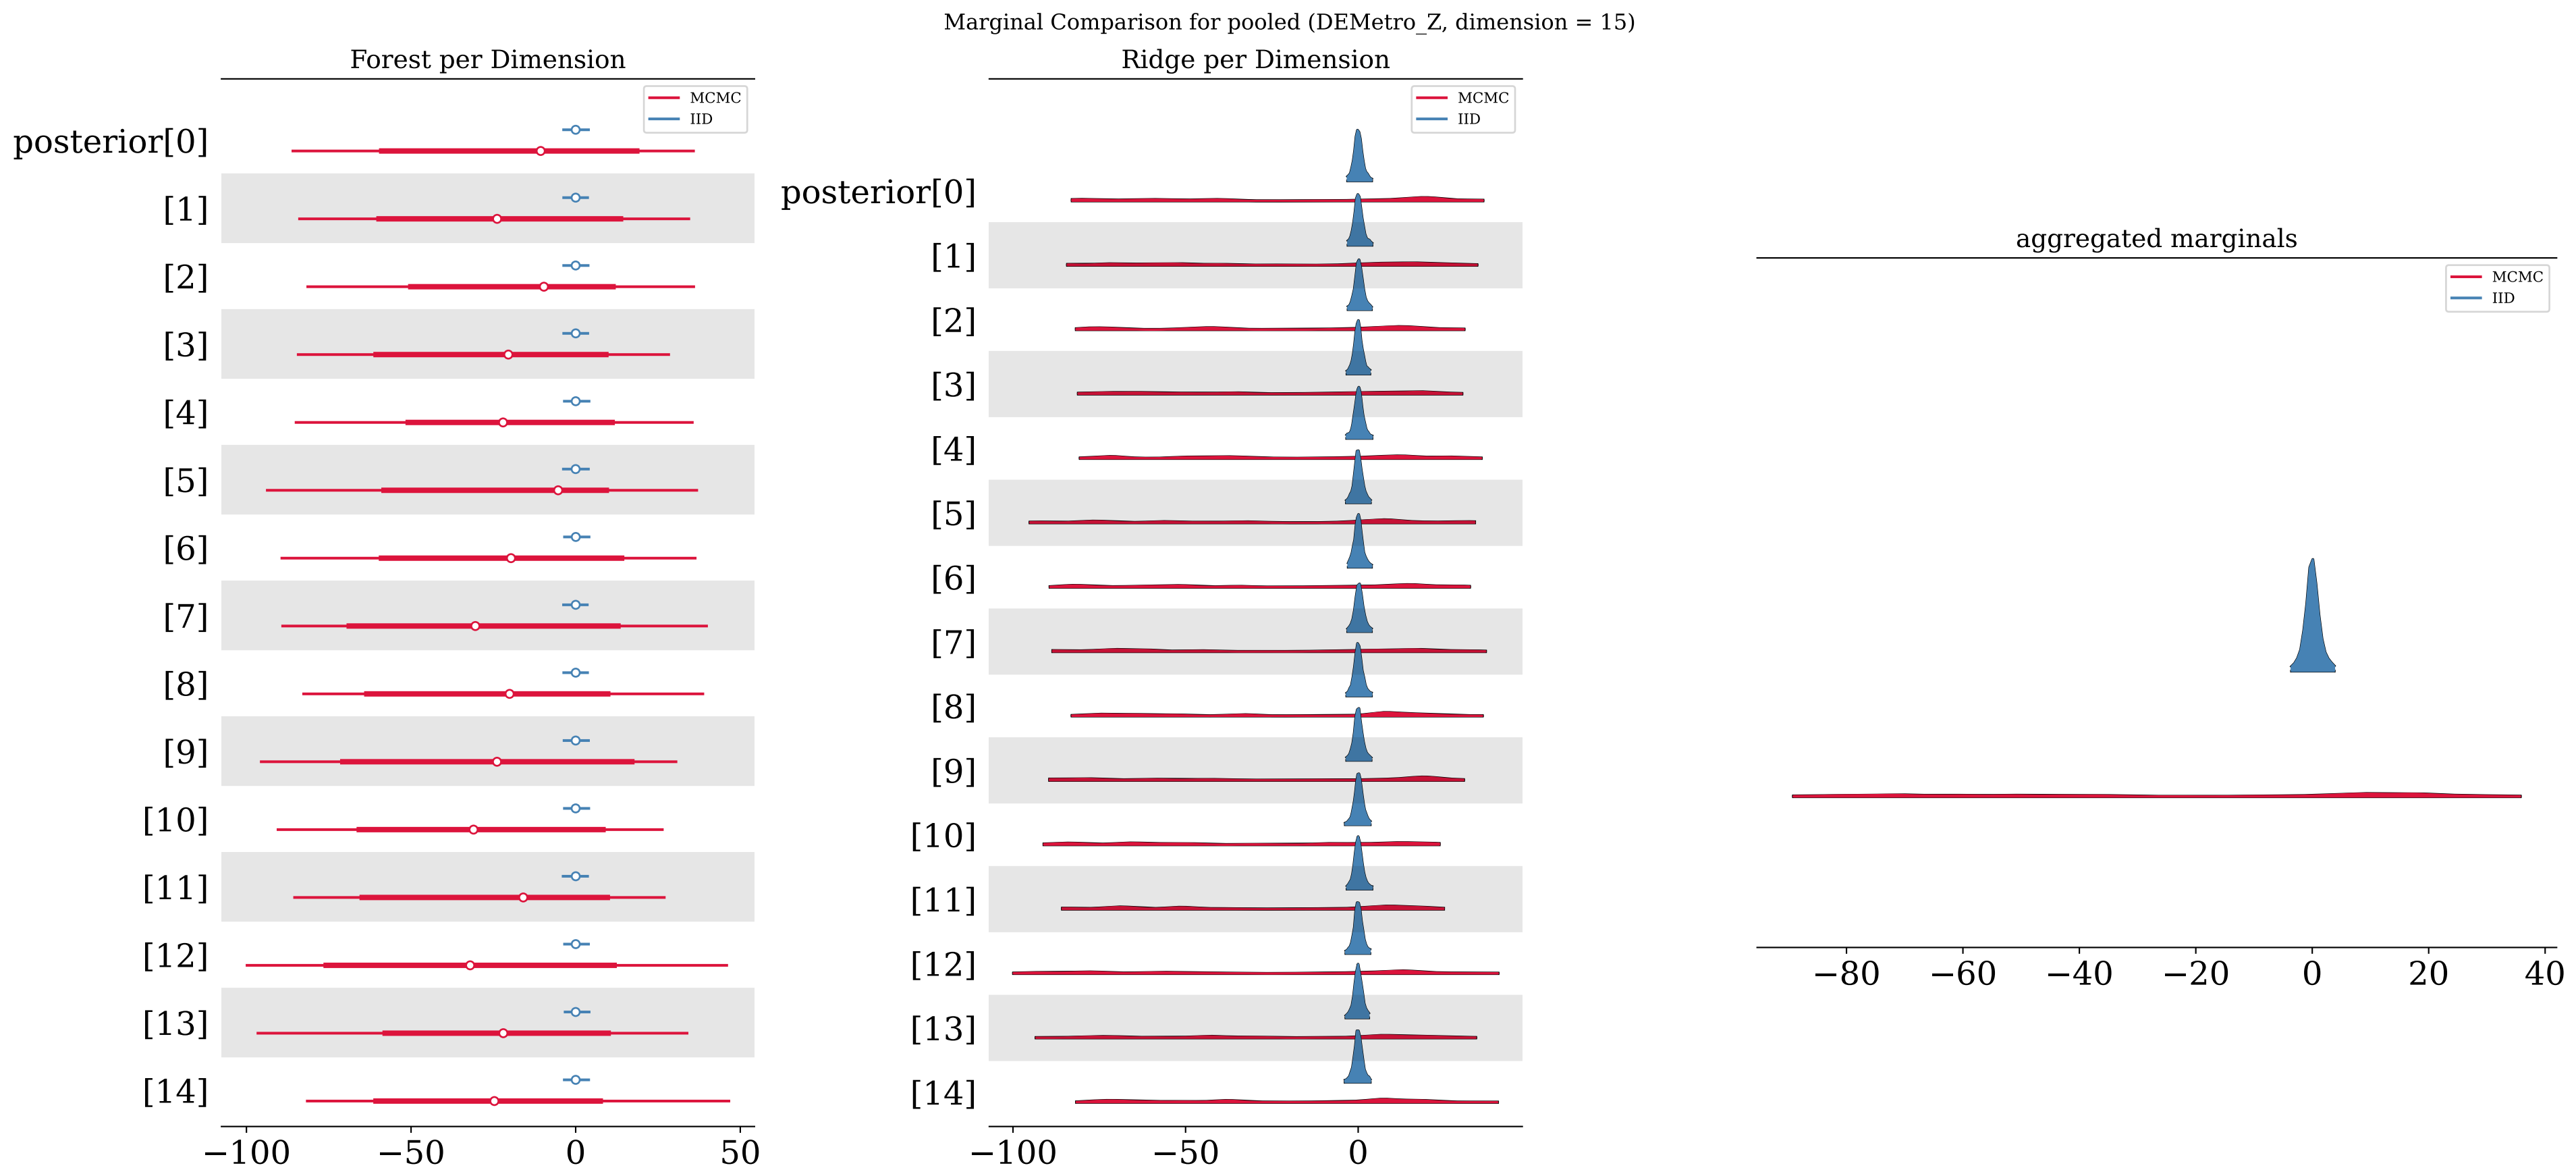 Marginal Comparison for pooled (DEMetro_Z, dimension = 15)
Forest per Dimension
MCMC
IID
posterior[0]
[1]
[2]
[3]
[4]
[5]
[6]
[7]
[8]
[9]
[10]
[11]
[12]
[13]
[14]
−100 −50 0 50
Ridge per Dimension
MCMC
IID
posterior[0]
[1]
[2]
[3]
[4]
[5]
[6]
[7]
[8]
[9]
[10]
[11]
[12]
[13]
[14]
−100 −50 0
aggregated marginals
MCMC
IID
−80 −60 −40 −20 0 20 40